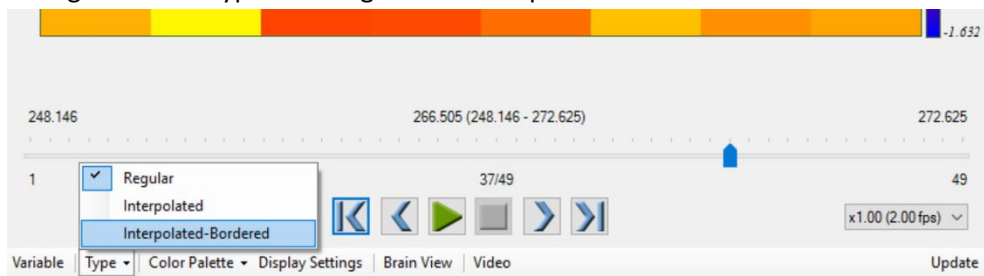 -1.632
248.146 266.505 (248.146 - 272.625) 272.625
1 37/49 49
Regular
Interpolated
Interpolated-Bordered
x1.00 (2.00 fps)
Variable Type Color Palette Display Settings Brain View Video Update